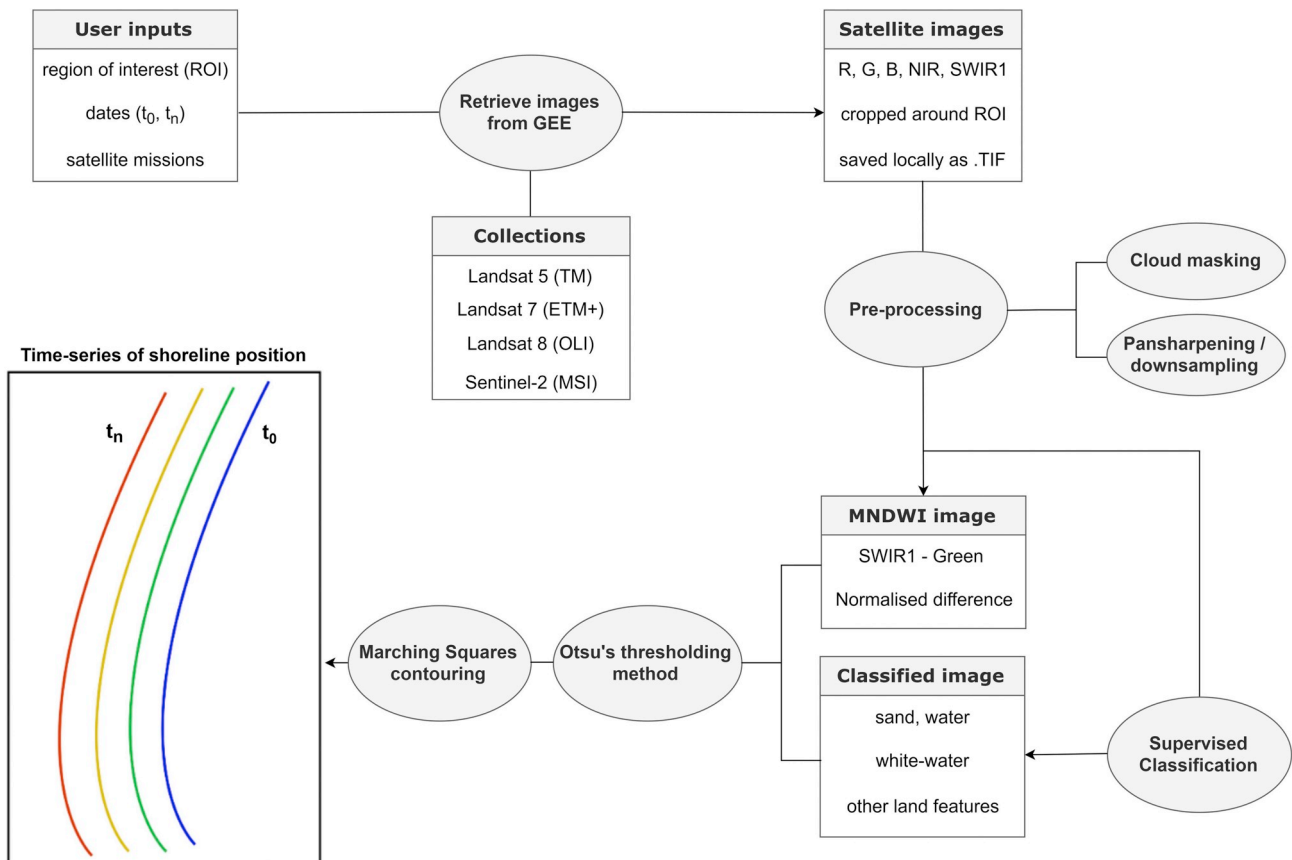 User inputs
region of interest (ROI)
dates (t₀, tₙ)
satellite missions
Retrieve images
from GEE
Satellite images
R, G, B, NIR, SWIR1
cropped around ROI
saved locally as .TIF
Collections
Landsat 5 (TM)
Landsat 7 (ETM+)
Landsat 8 (OLI)
Sentinel-2 (MSI)
Pre-processing
Cloud masking
Pansharpening /
downsampling
MNDWI image
SWIR1 - Green
Normalised difference
Supervised
Classification
Classified image
sand, water
white-water
other land features
Otsu's thresholding
method
Marching Squares
contouring
Time-series of shoreline position
tₙ
t₀